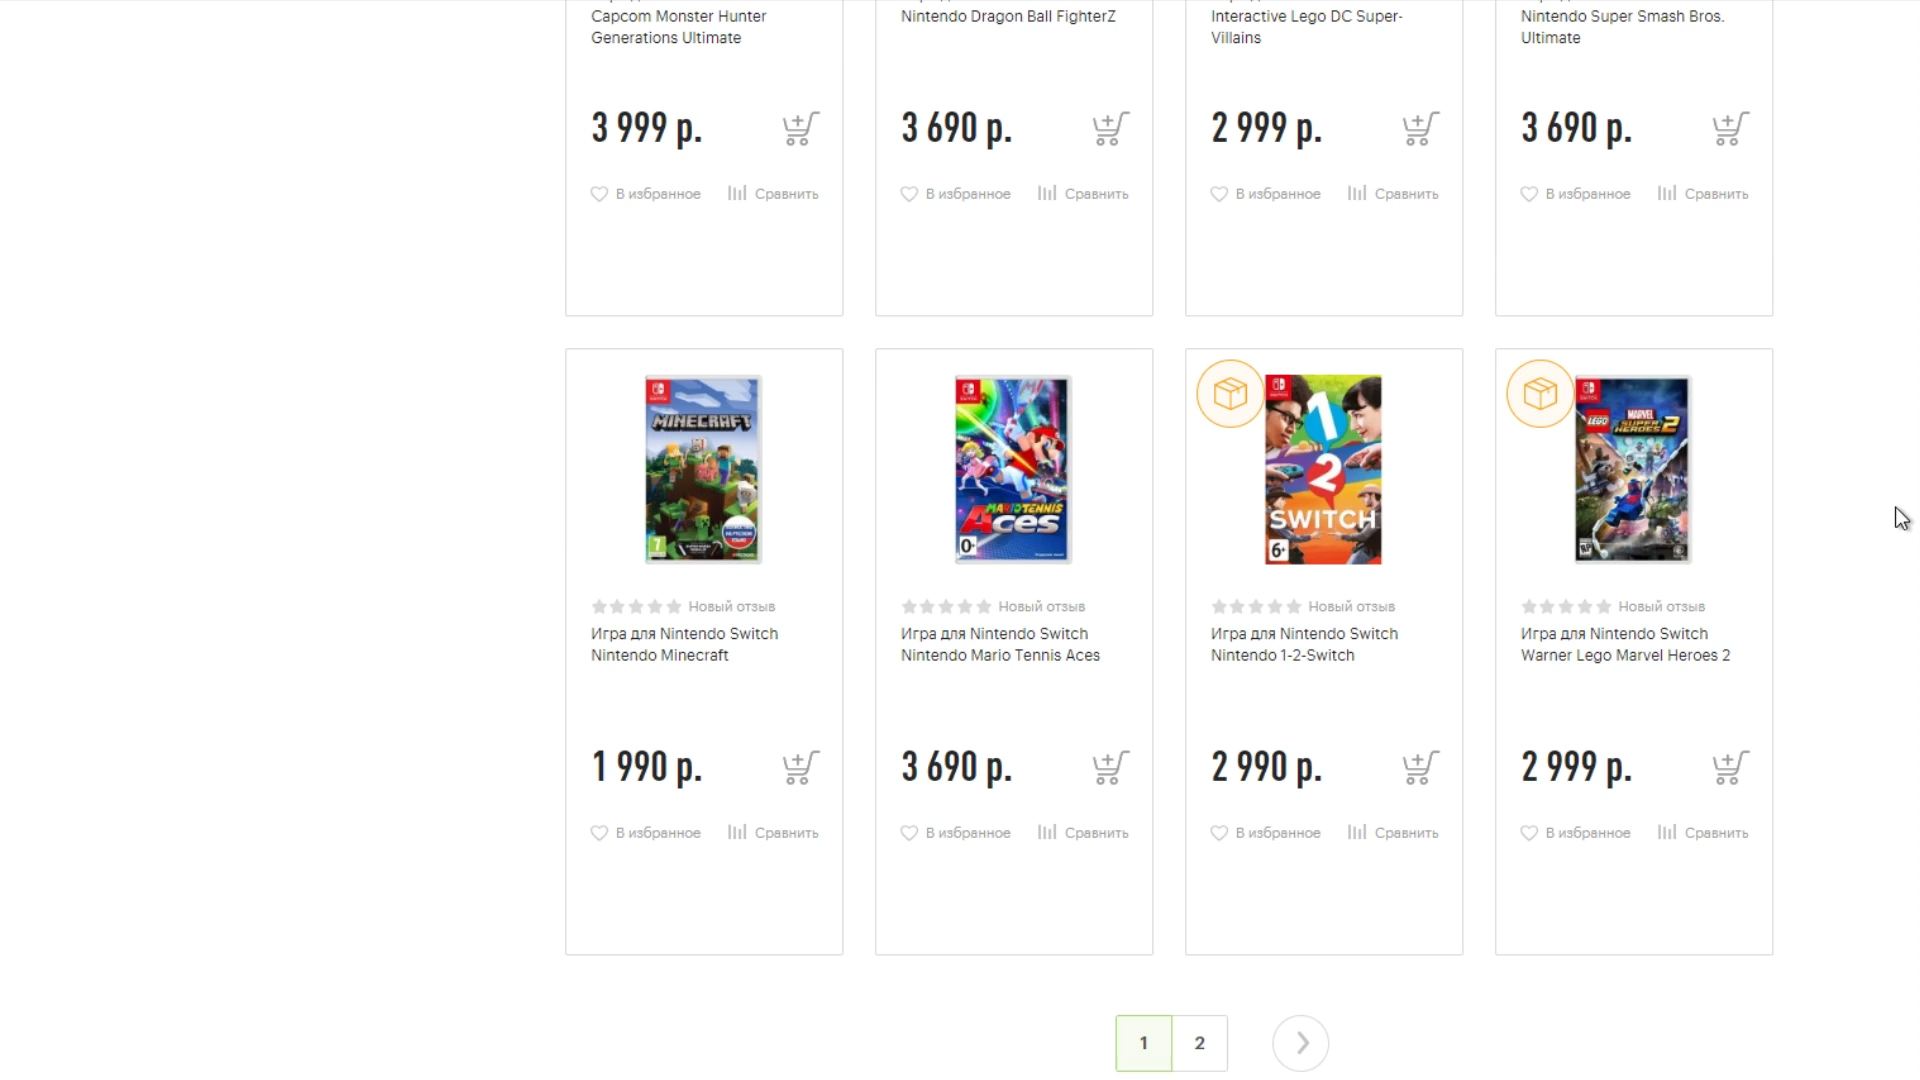 Capcom Monster Hunter
Generations Ultimate
3 999 р.
В избранное
Сравнить
Nintendo Dragon Ball FighterZ
3 690 р.
В избранное
Сравнить
Interactive Lego DC Super-
Villains
2 999 р.
В избранное
Сравнить
Nintendo Super Smash Bros.
Ultimate
3 690 р.
В избранное
Сравнить
MINECRAFT
7
Новый отзыв
Игра для Nintendo Switch
Nintendo Minecraft
1 990 р.
В избранное
Сравнить
MARIO TENNIS
Aces
0+
Новый отзыв
Игра для Nintendo Switch
Nintendo Mario Tennis Aces
3 690 р.
В избранное
Сравнить
1
2
SWITCH
6+
Новый отзыв
Игра для Nintendo Switch
Nintendo 1-2-Switch
2 990 р.
В избранное
Сравнить
LEGO
MARVEL
SUPER
HEROES 2
RP
Новый отзыв
Игра для Nintendo Switch
Warner Lego Marvel Heroes 2
2 999 р.
В избранное
Сравнить
1
2